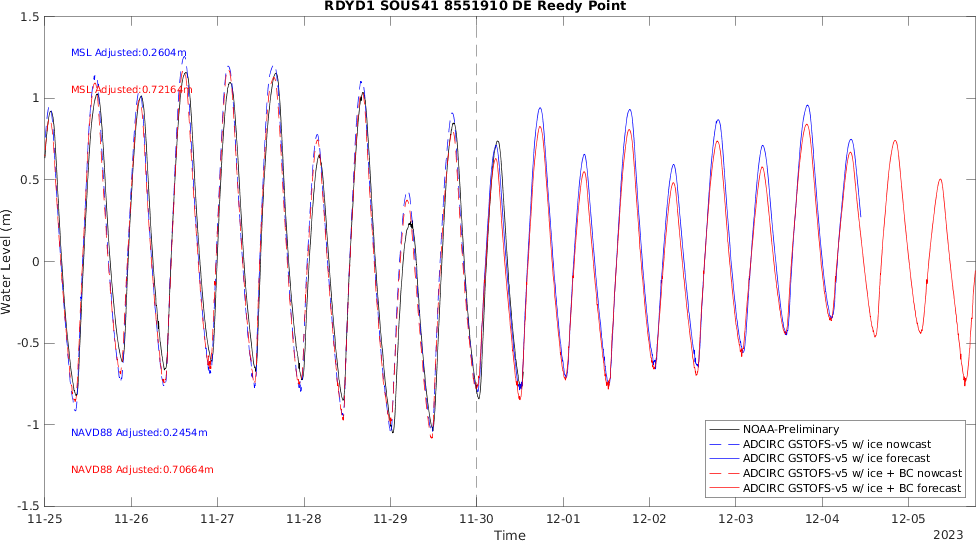 RDYD1 SOUS41 8551910 DE Reedy Point
1.5
MSL Adjusted:0.2604m
MSL Adjusted:0.72164m
1
0.5
0
-0.5
-1
-1.5
Water Level (m)
NAVD88 Adjusted:0.2454m
NAVD88 Adjusted:0.70664m
NOAA-Preliminary
ADCIRC GSTOFS-v5 w/ ice nowcast
ADCIRC GSTOFS-v5 w/ ice forecast
ADCIRC GSTOFS-v5 w/ ice + BC nowcast
ADCIRC GSTOFS-v5 w/ ice + BC forecast
11-25 11-26 11-27 11-28 11-29 11-30 12-01 12-02 12-03 12-04 12-05
Time
2023